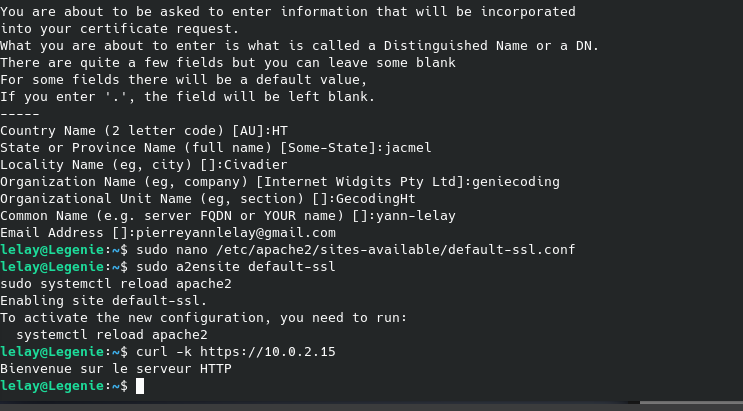 You are about to be asked to enter information that will be incorporated
into your certificate request.
What you are about to enter is what is called a Distinguished Name or a DN.
There are quite a few fields but you can leave some blank
For some fields there will be a default value,
If you enter '.', the field will be left blank.
-----
Country Name (2 letter code) [AU]:HT
State or Province Name (full name) [Some-State]:jacmel
Locality Name (eg, city) []:Civadier
Organization Name (eg, company) [Internet Widgits Pty Ltd]:geniecoding
Organizational Unit Name (eg, section) []:GecodingHt
Common Name (e.g. server FQDN or YOUR name) []:yann-lelay
Email Address []:pierreyannlelay@gmail.com
lelay@Legenie:~$ sudo nano /etc/apache2/sites-available/default-ssl.conf
lelay@Legenie:~$ sudo a2ensite default-ssl
sudo systemctl reload apache2
Enabling site default-ssl.
To activate the new configuration, you need to run:
  systemctl reload apache2
lelay@Legenie:~$ curl -k https://10.0.2.15
Bienvenue sur le serveur HTTP
lelay@Legenie:~$